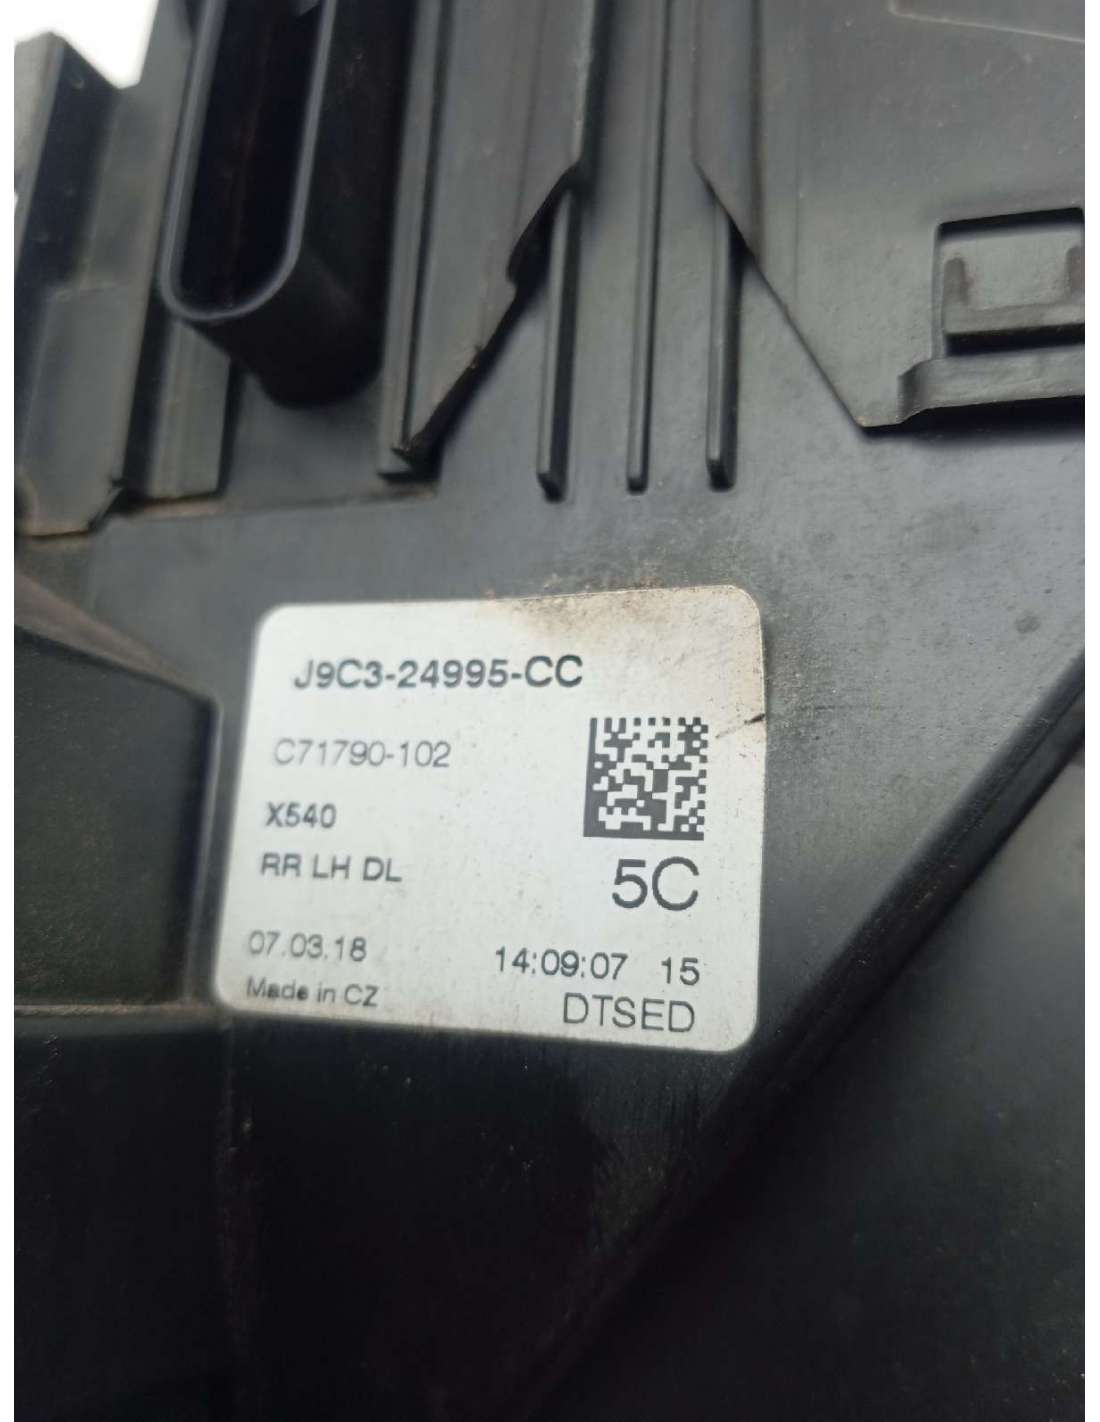 J9C3-24995-CC
C71790-102
X540
RR LH DL
5C
07.03.18
14:09:07 15
Made in CZ
DTSED